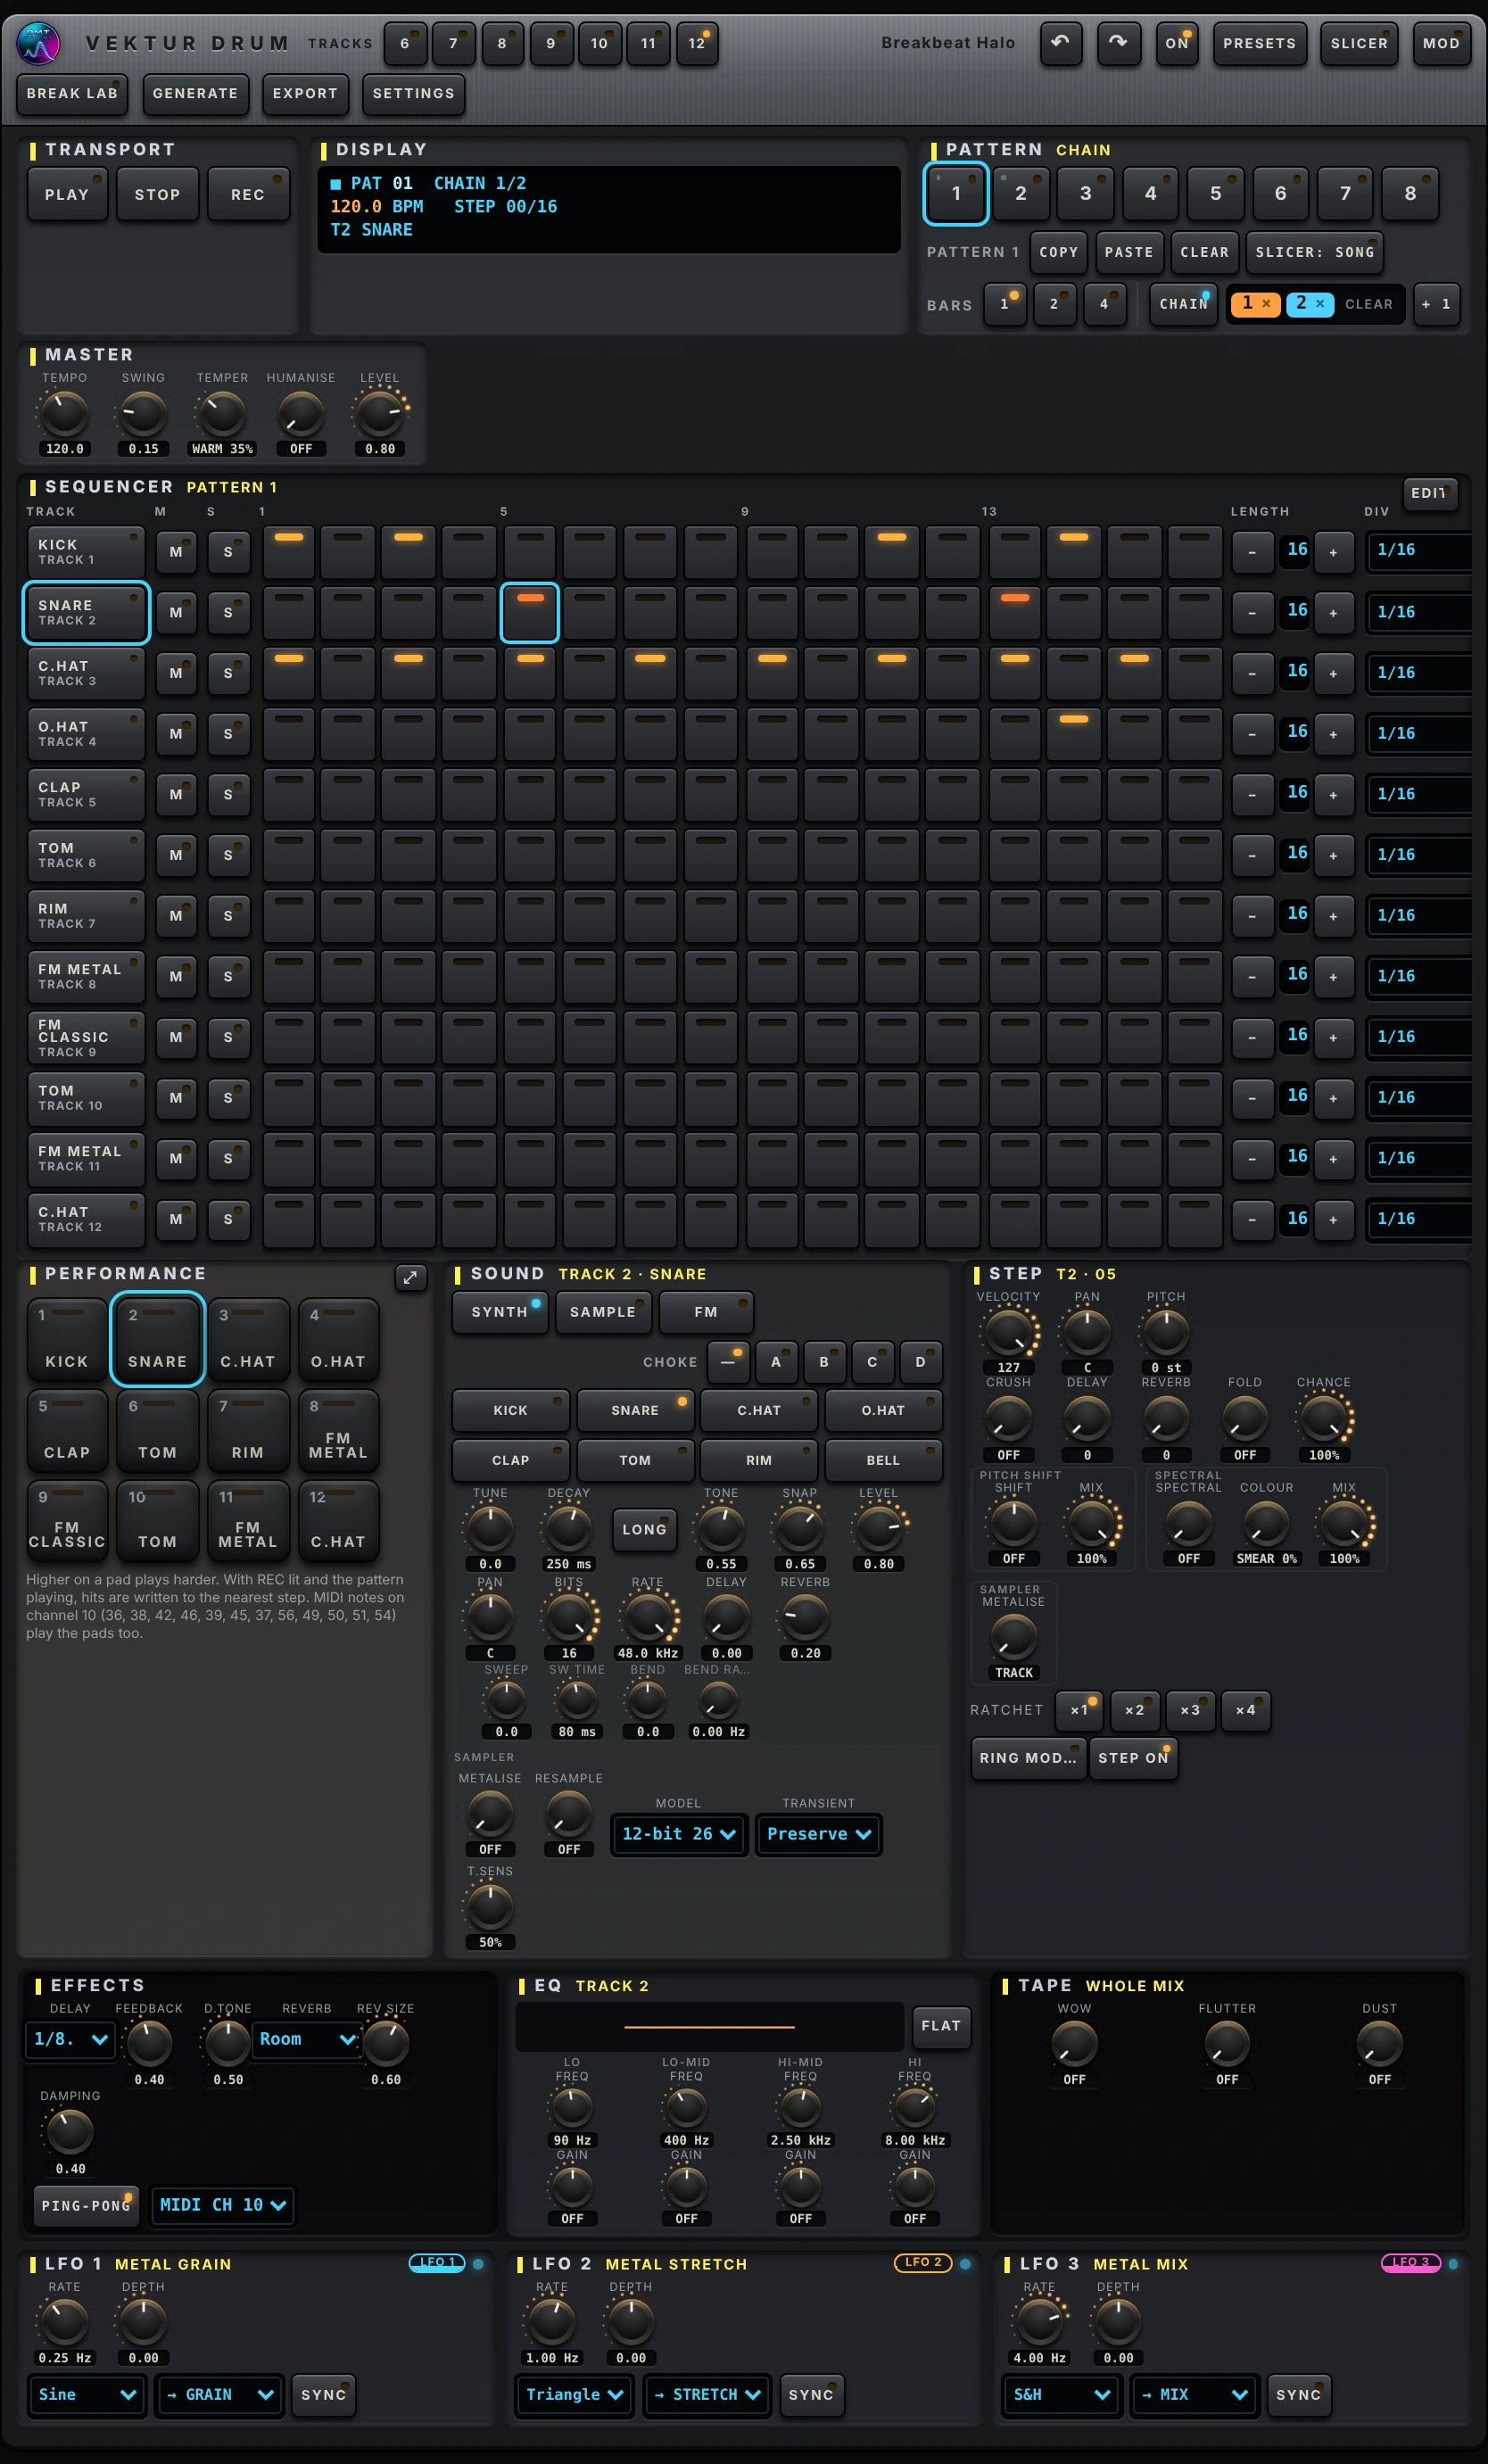 VEKTUR DRUM TRACKS 6 7 8 9 10 11 12 Breakbeat Halo ↶ ↷ ON PRESETS SLICER MOD
BREAK LAB GENERATE EXPORT SETTINGS
TRANSPORT
PLAY STOP REC
DISPLAY
■ PAT 01 CHAIN 1/2
120.0 BPM STEP 00/16
T2 SNARE
PATTERN CHAIN
1 2 3 4 5 6 7 8
PATTERN 1 COPY PASTE CLEAR SLICER: SONG
BARS 1 2 4 CHAIN 1 × 2 × CLEAR + 1
MASTER
TEMPO SWING TEMPER HUMANISE LEVEL
120.0 0.15 WARM 35% OFF 0.80
SEQUENCER PATTERN 1 EDIT
TRACK M S 1 5 9 13 LENGTH DIV
KICK
TRACK 1 M S − 16 + 1/16
SNARE
TRACK 2 M S − 16 + 1/16
C.HAT
TRACK 3 M S − 16 + 1/16
O.HAT
TRACK 4 M S − 16 + 1/16
CLAP
TRACK 5 M S − 16 + 1/16
TOM
TRACK 6 M S − 16 + 1/16
RIM
TRACK 7 M S − 16 + 1/16
FM METAL
TRACK 8 M S − 16 + 1/16
FM
CLASSIC
TRACK 9 M S − 16 + 1/16
TOM
TRACK 10 M S − 16 + 1/16
FM METAL
TRACK 11 M S − 16 + 1/16
C.HAT
TRACK 12 M S − 16 + 1/16
PERFORMANCE
1 2 3 4
KICK SNARE C.HAT O.HAT
5 6 7 8
CLAP TOM RIM FM METAL
9 10 11 12
FM CLASSIC TOM FM METAL C.HAT
Higher on a pad plays harder. With REC lit and the pattern
playing, hits are written to the nearest step. MIDI notes on
channel 10 (36, 38, 42, 46, 39, 45, 37, 56, 49, 50, 51, 54)
play the pads too.
SOUND TRACK 2 · SNARE
SYNTH SAMPLE FM
CHOKE — A B C D
KICK SNARE C.HAT O.HAT
CLAP TOM RIM BELL
TUNE DECAY LONG TONE SNAP LEVEL
0.0 250 ms 0.55 0.65 0.80
PAN BITS RATE DELAY REVERB
C 16 48.0 kHz 0.00 0.20
SWEEP SW TIME BEND BEND RA...
0.0 80 ms 0.0 0.00 Hz
SAMPLER
METALISE RESAMPLE MODEL TRANSIENT
12-bit 26 Preserve
OFF OFF
T.SENS
50%
STEP T2 · 05
VELOCITY PAN PITCH
127 C 0 st
CRUSH DELAY REVERB FOLD CHANCE
OFF 0 0 OFF 100%
PITCH SHIFT
SHIFT MIX
OFF 100%
SPECTRAL
SPECTRAL COLOUR MIX
OFF SMEAR 0% 100%
SAMPLER
METALISE
TRACK
RATCHET ×1 ×2 ×3 ×4
RING MOD... STEP ON
EFFECTS
DELAY FEEDBACK D.TONE REVERB REV SIZE
1/8. Room
0.40 0.50 0.60
DAMPING
0.40
PING-PONG MIDI CH 10
EQ TRACK 2
FLAT
LO LO-MID HI-MID HI
FREQ FREQ FREQ FREQ
90 Hz 400 Hz 2.50 kHz 8.00 kHz
GAIN GAIN GAIN GAIN
OFF OFF OFF OFF
TAPE WHOLE MIX
WOW FLUTTER DUST
OFF OFF OFF
LFO 1 METAL GRAIN LFO 1
RATE DEPTH
0.25 Hz 0.00
Sine → GRAIN SYNC
LFO 2 METAL STRETCH LFO 2
RATE DEPTH
1.00 Hz 0.00
Triangle → STRETCH SYNC
LFO 3 METAL MIX LFO 3
RATE DEPTH
4.00 Hz 0.00
S&H → MIX SYNC